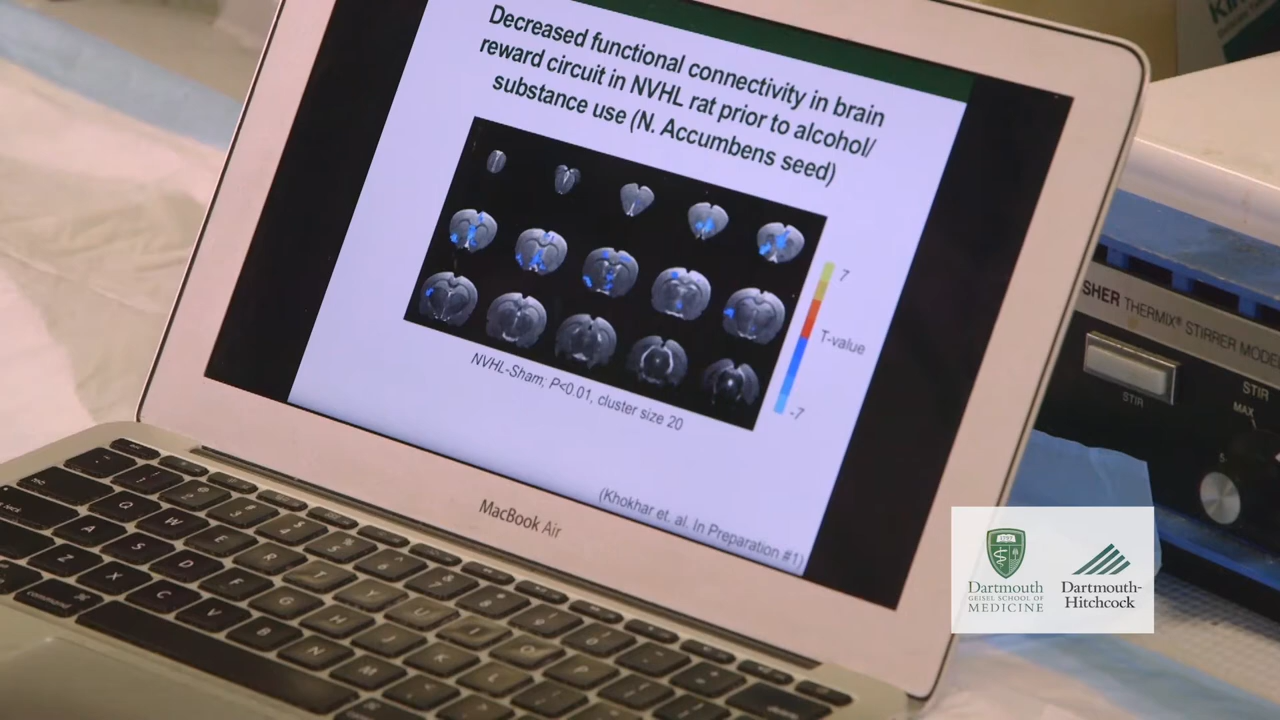 Decreased functional connectivity in brain
reward circuit in NVHL rat prior to alcohol/
substance use (N. Accumbens seed)
7
T-value
-7
NVHL-Sham; P<0.01, cluster size 20
(Khokhar et. al. In Preparation #1)
MacBook Air
SHER THERMIX® STIRRER MODEL
STIR
STIR
MAX
Q
W
E
R
T
Y
U
I
O
P
A
S
D
F
G
H
J
K
L
Z
X
C
V
B
N
M
command
Dartmouth
GEISEL SCHOOL OF
MEDICINE
Dartmouth-
Hitchcock